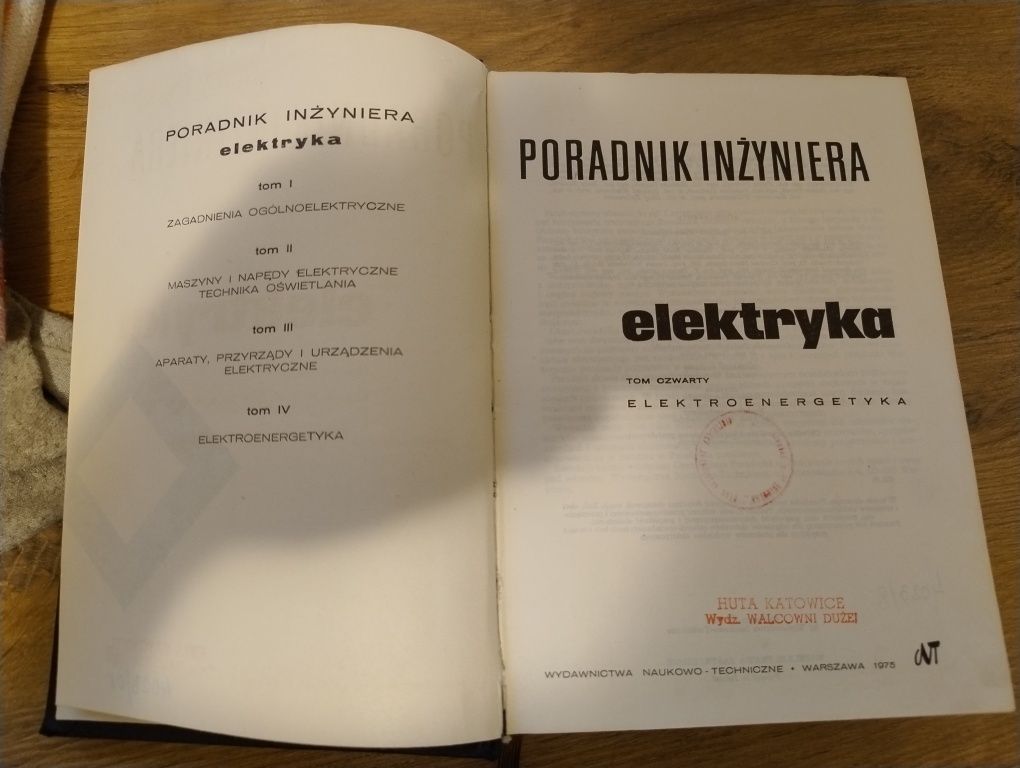 PORADNIK INŻYNIERA
elektryka
tom I
ZAGADNIENIA OGÓLNOELEKTRYCZNE
tom II
MASZYNY I NAPĘDY ELEKTRYCZNE
TECHNIKA OŚWIETLANIA
tom III
APARATY, PRZYRZĄDY I URZĄDZENIA
ELEKTRYCZNE
tom IV
ELEKTROENERGETYKA
PORADNIK INŻYNIERA
elektryka
TOM CZWARTY
ELEKTROENERGETYKA
HUTA KATOWICE
Wydz. WALCOWNI DUŻEJ
WYDAWNICTWA NAUKOWO-TECHNICZNE • WARSZAWA 1975